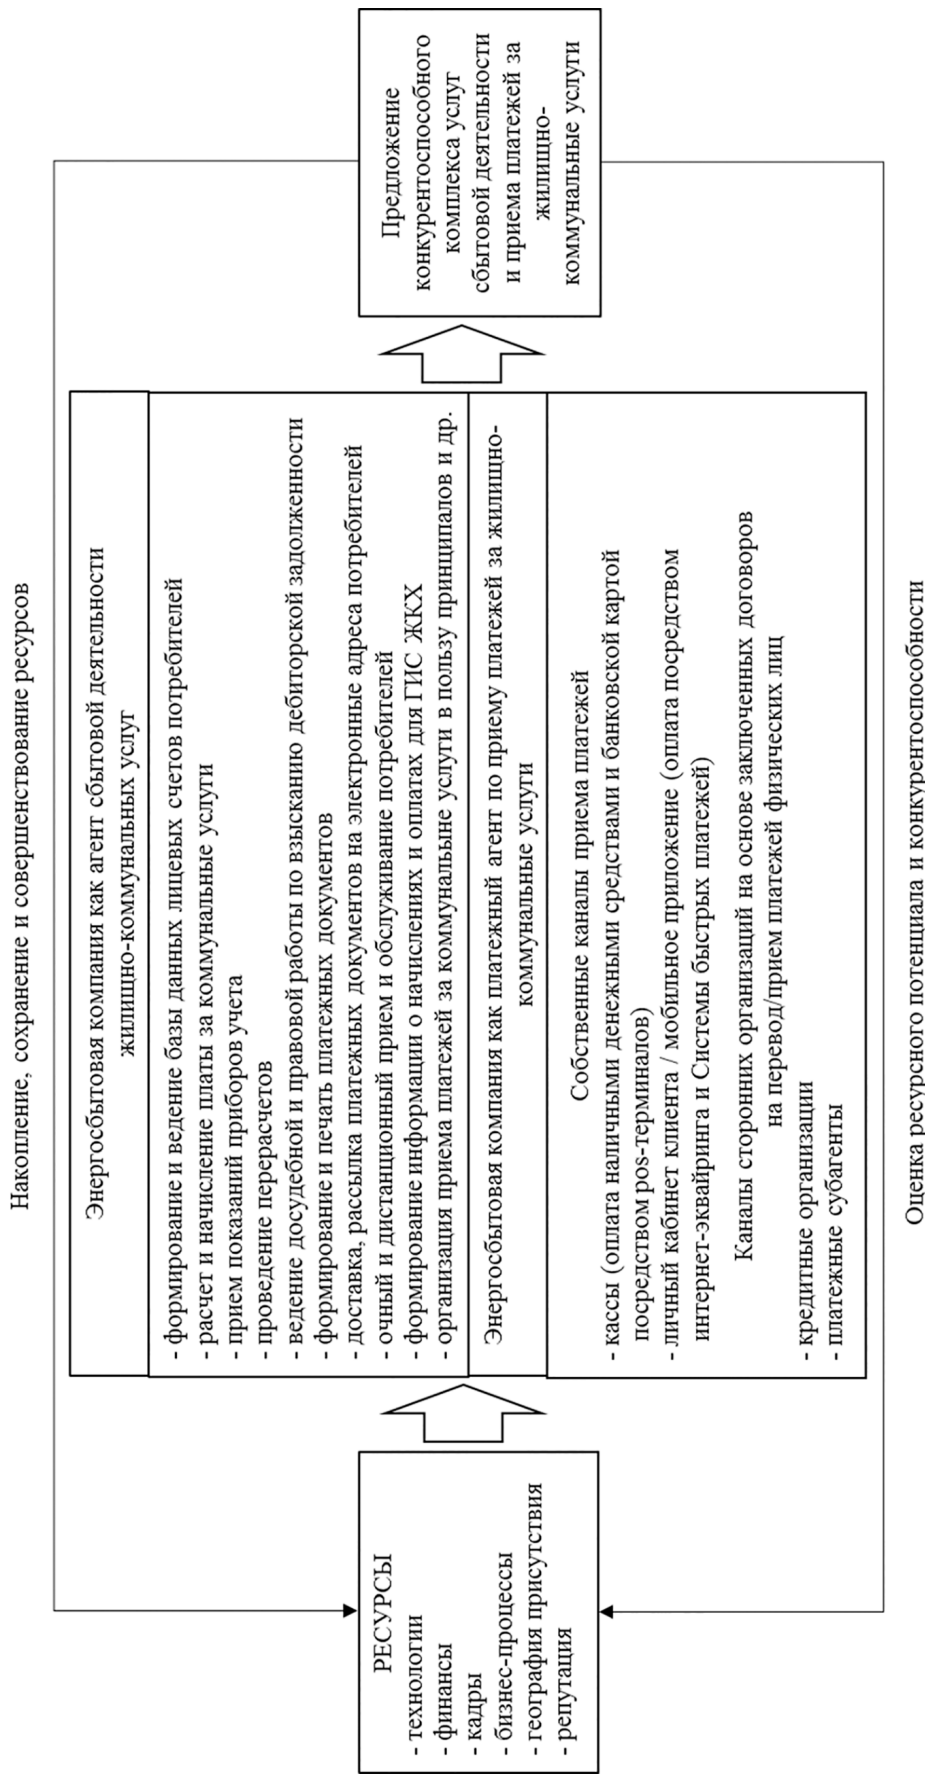 Накопление, сохранение и совершенствование ресурсов
РЕСУРСЫ
- технологии
- финансы
- кадры
- бизнес-процессы
- география присутствия
- репутация
Энергосбытовая компания как агент сбытовой деятельности
жилищно-коммунальных услуг
- формирование и ведение базы данных лицевых счетов потребителей
- расчет и начисление платы за коммунальные услуги
- прием показаний приборов учета
- проведение перерасчетов
- ведение досудебной и правовой работы по взысканию дебиторской задолженности
- формирование и печать платежных документов
- доставка, рассылка платежных документов на электронные адреса потребителей
- очный и дистанционный прием и обслуживание потребителей
- формирование информации о начислениях и оплатах для ГИС ЖКХ
- организация приема платежей за коммунальне услуги в пользу принципалов и др.
Энергосбытовая компания как платежный агент по приему платежей за жилищно-
коммунальные услуги
Собственные каналы приема платежей
- кассы (оплата наличными денежными средствами и банковской картой
посредством pos-терминалов)
- личный кабинет клиента / мобильное приложение (оплата посредством
интернет-эквайринга и Системы быстрых платежей)
Каналы сторонних организаций на основе заключенных договоров
на перевод/прием платежей физических лиц
- кредитные организации
- платежные субагенты
Предложение
конкурентоспособного
комплекса услуг
сбытовой деятельности
и приема платежей за
жилищно-
коммунальные услуги
Оценка ресурсного потенциала и конкурентоспособности